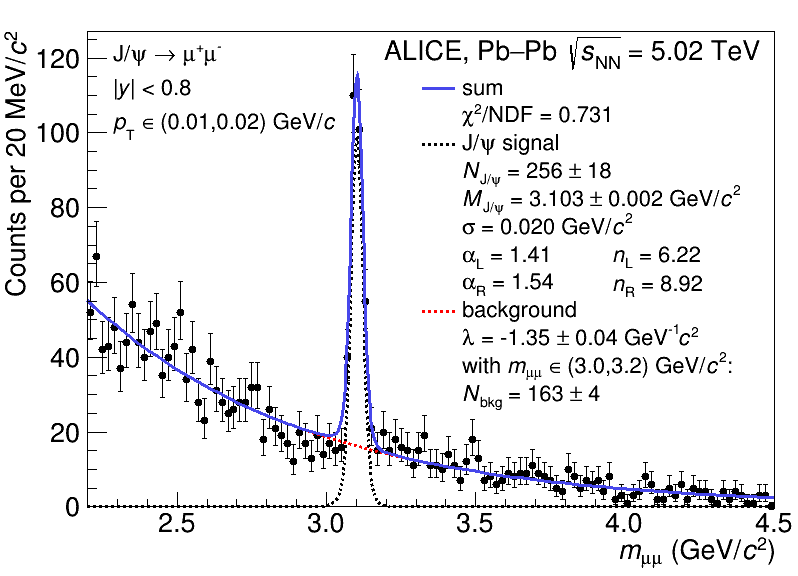 J/ψ → μ⁺μ⁻
|y| < 0.8
p_T ∈ (0.01,0.02) GeV/c
ALICE, Pb–Pb √s_NN = 5.02 TeV
sum
χ²/NDF = 0.731
J/ψ signal
N_J/ψ = 256 ± 18
M_J/ψ = 3.103 ± 0.002 GeV/c²
σ = 0.020 GeV/c²
α_L = 1.41 n_L = 6.22
α_R = 1.54 n_R = 8.92
background
λ = -1.35 ± 0.04 GeV⁻¹c²
with m_μμ ∈ (3.0,3.2) GeV/c²:
N_bkg = 163 ± 4
Counts per 20 MeV/c²
120
100
80
60
40
20
0
2.5 3.0 3.5 4.0 4.5
m_μμ (GeV/c²)